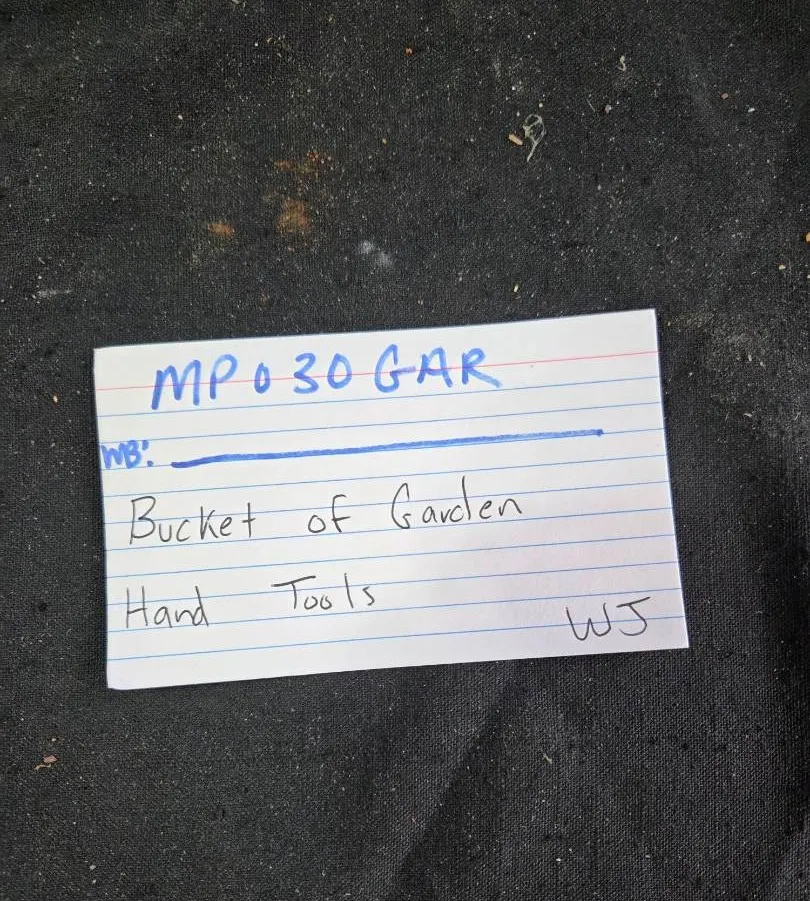 MP030GAR
MB:
Bucket of Garden
Hand Tools
WJ